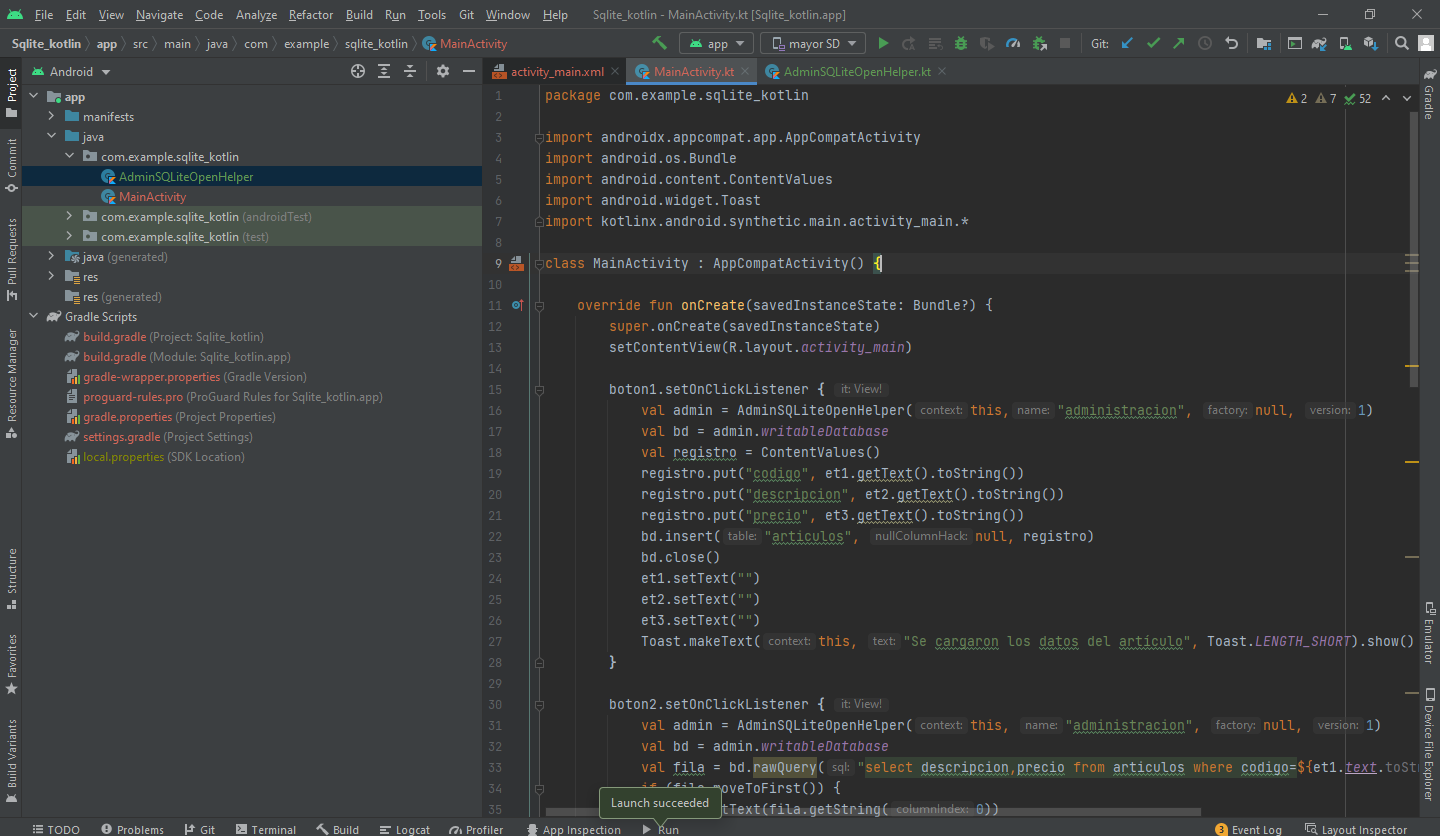 File Edit View Navigate Code Analyze Refactor Build Run Tools Git Window Help Sqlite_kotlin - MainActivity.kt [Sqlite_kotlin.app]
Sqlite_kotlin app src main java com example sqlite_kotlin MainActivity app mayor SD Git:
Android
activity_main.xml MainActivity.kt AdminSQLiteOpenHelper.kt
Project
Commit
Pull Requests
Resource Manager
Structure
Favorites
Build Variants
app
manifests
java
com.example.sqlite_kotlin
AdminSQLiteOpenHelper
MainActivity
com.example.sqlite_kotlin (androidTest)
com.example.sqlite_kotlin (test)
java (generated)
res
res (generated)
Gradle Scripts
build.gradle (Project: Sqlite_kotlin)
build.gradle (Module: Sqlite_kotlin.app)
gradle-wrapper.properties (Gradle Version)
proguard-rules.pro (ProGuard Rules for Sqlite_kotlin.app)
gradle.properties (Project Properties)
settings.gradle (Project Settings)
local.properties (SDK Location)
2 7 52
1 package com.example.sqlite_kotlin
2
3 import androidx.appcompat.app.AppCompatActivity
4 import android.os.Bundle
5 import android.content.ContentValues
6 import android.widget.Toast
7 import kotlinx.android.synthetic.main.activity_main.*
8
9 class MainActivity : AppCompatActivity() {
10
11 override fun onCreate(savedInstanceState: Bundle?) {
12 super.onCreate(savedInstanceState)
13 setContentView(R.layout.activity_main)
14
15 boton1.setOnClickListener { it: View!
16 val admin = AdminSQLiteOpenHelper( context: this, name: "administracion", factory: null, version: 1)
17 val bd = admin.writableDatabase
18 val registro = ContentValues()
19 registro.put("codigo", et1.getText().toString())
20 registro.put("descripcion", et2.getText().toString())
21 registro.put("precio", et3.getText().toString())
22 bd.insert( table: "articulos", nullColumnHack: null, registro)
23 bd.close()
24 et1.setText("")
25 et2.setText("")
26 et3.setText("")
27 Toast.makeText( context: this, text: "Se cargaron los datos del articulo", Toast.LENGTH_SHORT).show()
28 }
29
30 boton2.setOnClickListener { it: View!
31 val admin = AdminSQLiteOpenHelper( context: this, name: "administracion", factory: null, version: 1)
32 val bd = admin.writableDatabase
33 val fila = bd.rawQuery( sql: "select descripcion,precio from articulos where codigo=${et1.text.toSt
34 if (fila.moveToFirst()) {
35 Text(fila.getString( columnIndex: 0))
Launch succeeded
Gradle
Emulator
Device File Explorer
TODO Problems Git Terminal Build Logcat Profiler App Inspection Run 3 Event Log Layout Inspector